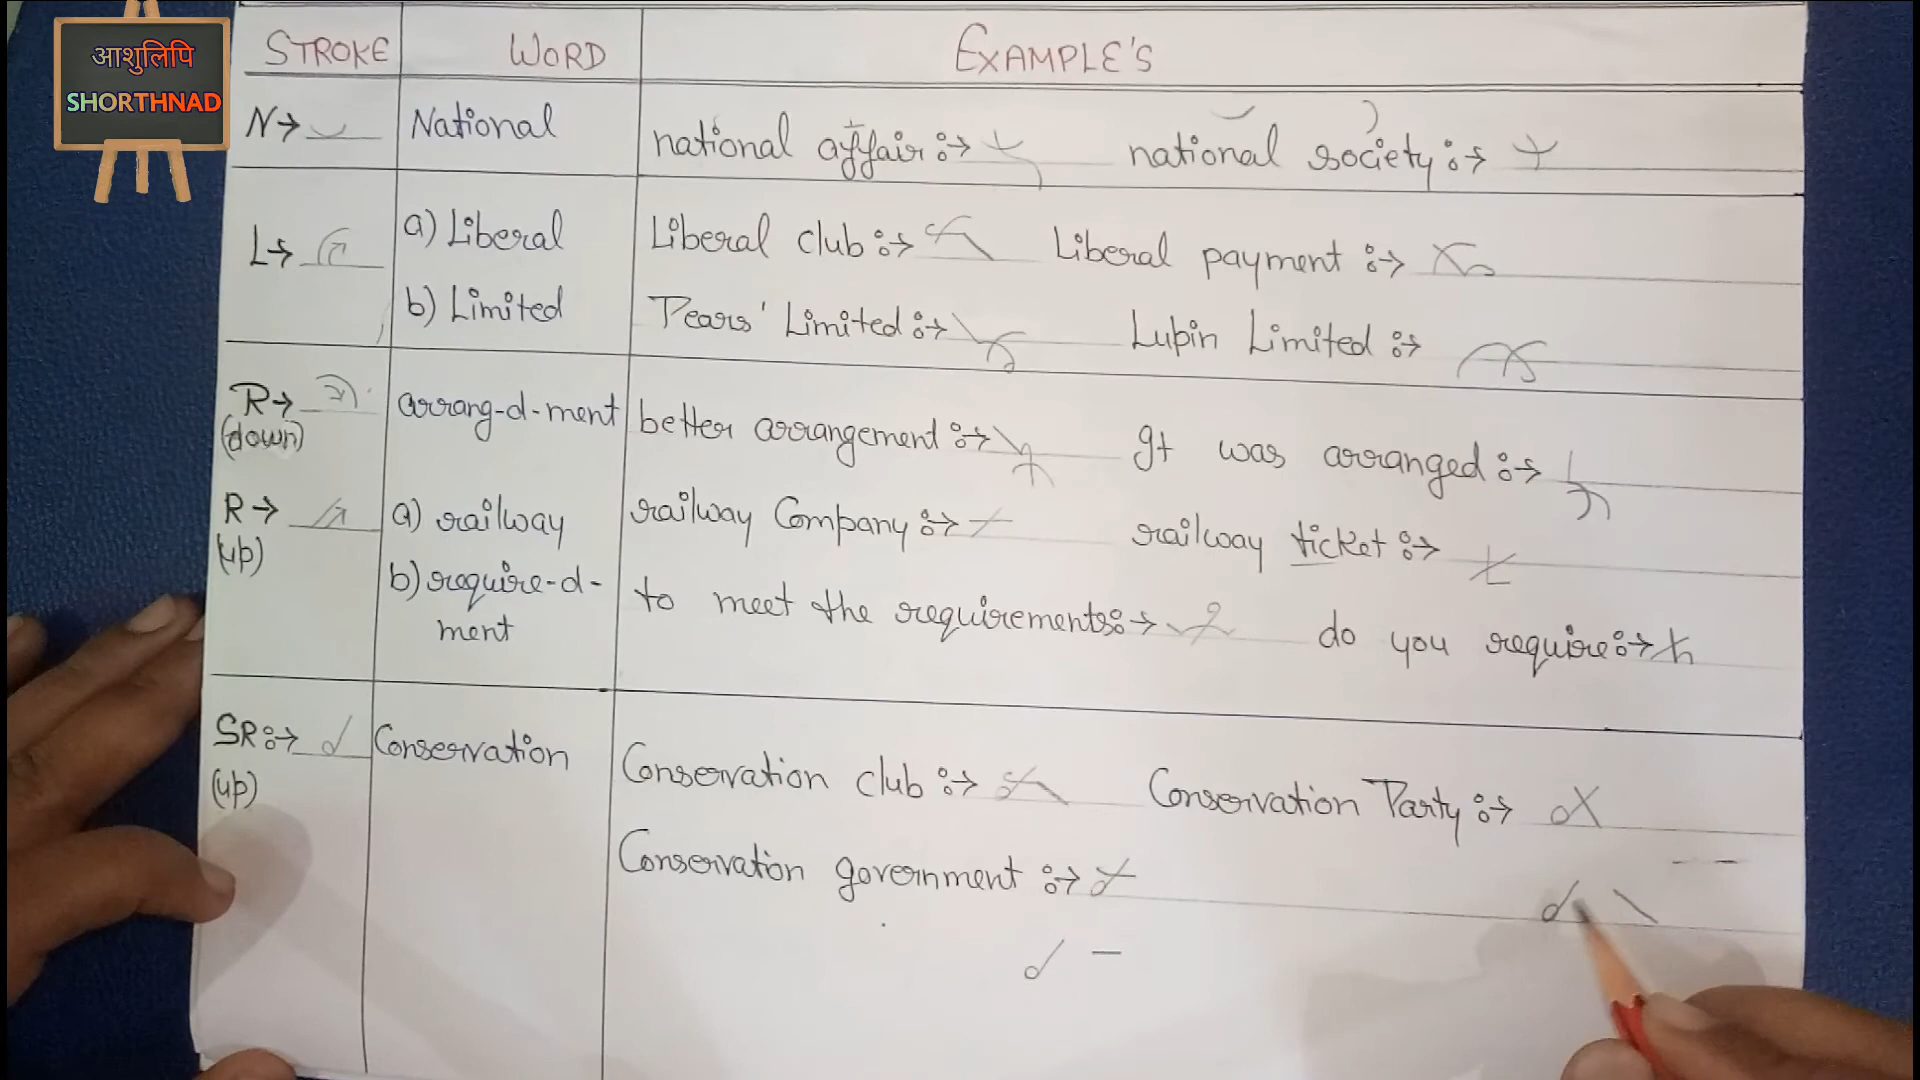 आशुलिपि
SHORTHNAD
STROKE WORD EXAMPLE'S
N→ National national affair :→ national society :→
L→ a) Liberal Liberal club :→ Liberal payment :→
b) Limited Pears' Limited :→ Lupin Limited :→
R→ arrang-d-ment better arrangement :→ It was arranged :→
(down)
R→ a) railway railway Company :→ railway ticket :→
(up) b) require-d- to meet the requirements :→ do you require :→
ment
SR :→ Conservation Conservation club :→ Conservation Party :→
(up) Conservation government :→